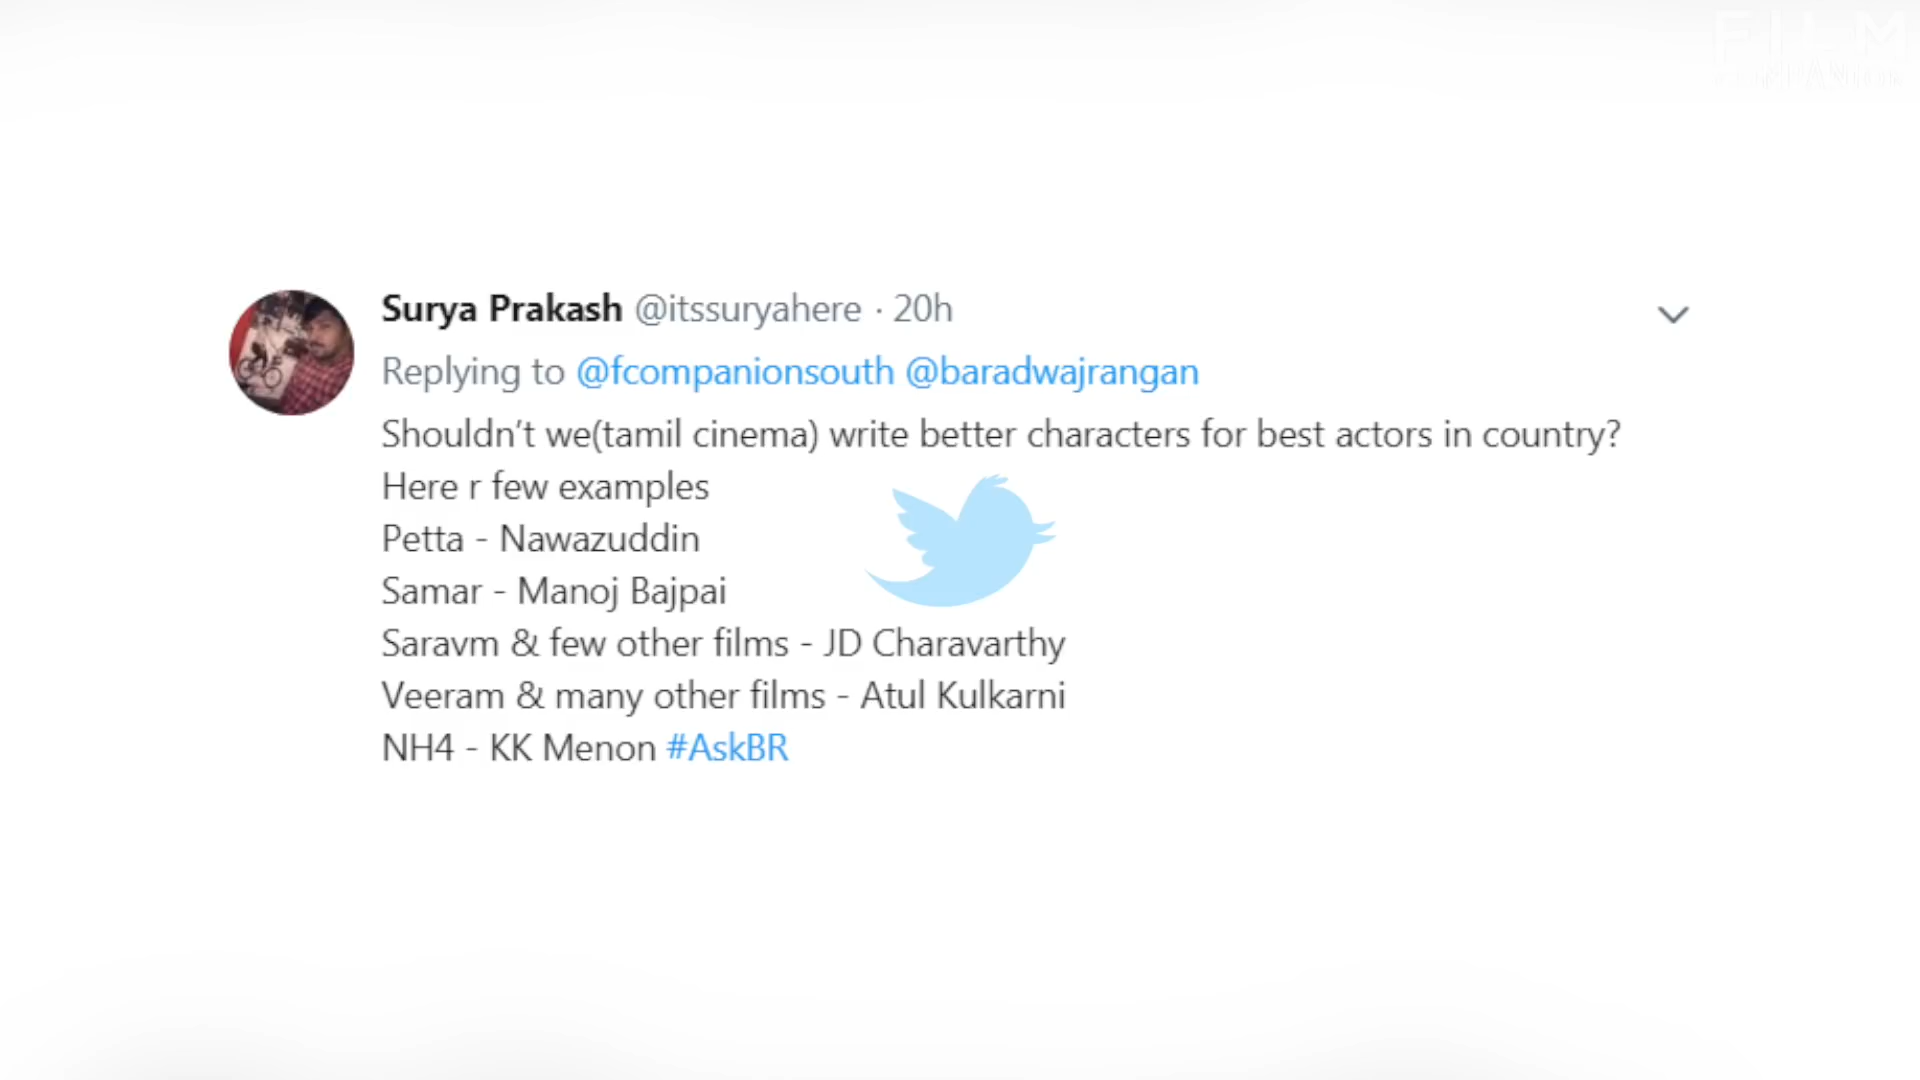 FILM
COMPANION
Surya Prakash @itssuryahere · 20h
Replying to @fcompanionsouth @baradwajrangan
Shouldn’t we(tamil cinema) write better characters for best actors in country?
Here r few examples
Petta - Nawazuddin
Samar - Manoj Bajpai
Saravm & few other films - JD Charavarthy
Veeram & many other films - Atul Kulkarni
NH4 - KK Menon #AskBR